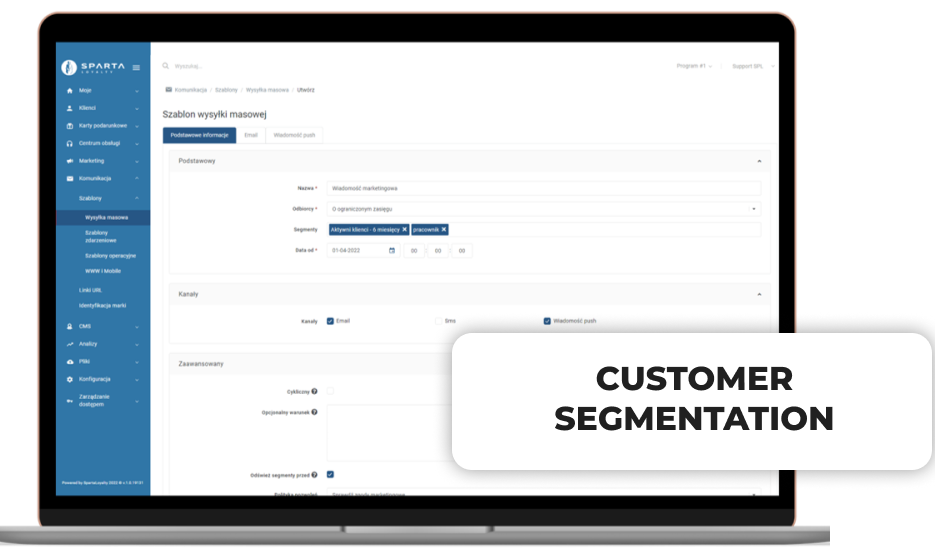 SPARTA
LOYALTY
Wyszukaj...
Program #1
Support SPL
Moje
Klienci
Karty podarunkowe
Centrum obsługi
Marketing
Komunikacja
Szablony
Wysyłka masowa
Szablony
zdarzeniowe
Szablony operacyjne
WWW i Mobile
Linki URL
Identyfikacja marki
CMS
Analizy
Pliki
Konfiguracja
Zarządzanie
dostępem
Powered by SpartaLoyalty 2022 ©
Komunikacja / Szablony / Wysyłka masowa / Utwórz
Szablon wysyłki masowej
Podstawowe informacje
Email
Wiadomość push
Podstawowy
Nazwa *
Wiadomość marketingowa
Odbiorcy *
O ograniczonym zasięgu
Segmenty
Aktywni klienci - 6 miesięcy ✕
pracownik ✕
Data od *
01-04-2022
00 : 00 : 00
Kanały
Kanały
Email
Sms
Wiadomość push
Zaawansowany
Cykliczny
Opcjonalny warunek
Odśwież segmenty przed
Polityka pozwoleń
Sprawdź zgody marketingowe
CUSTOMER
SEGMENTATION